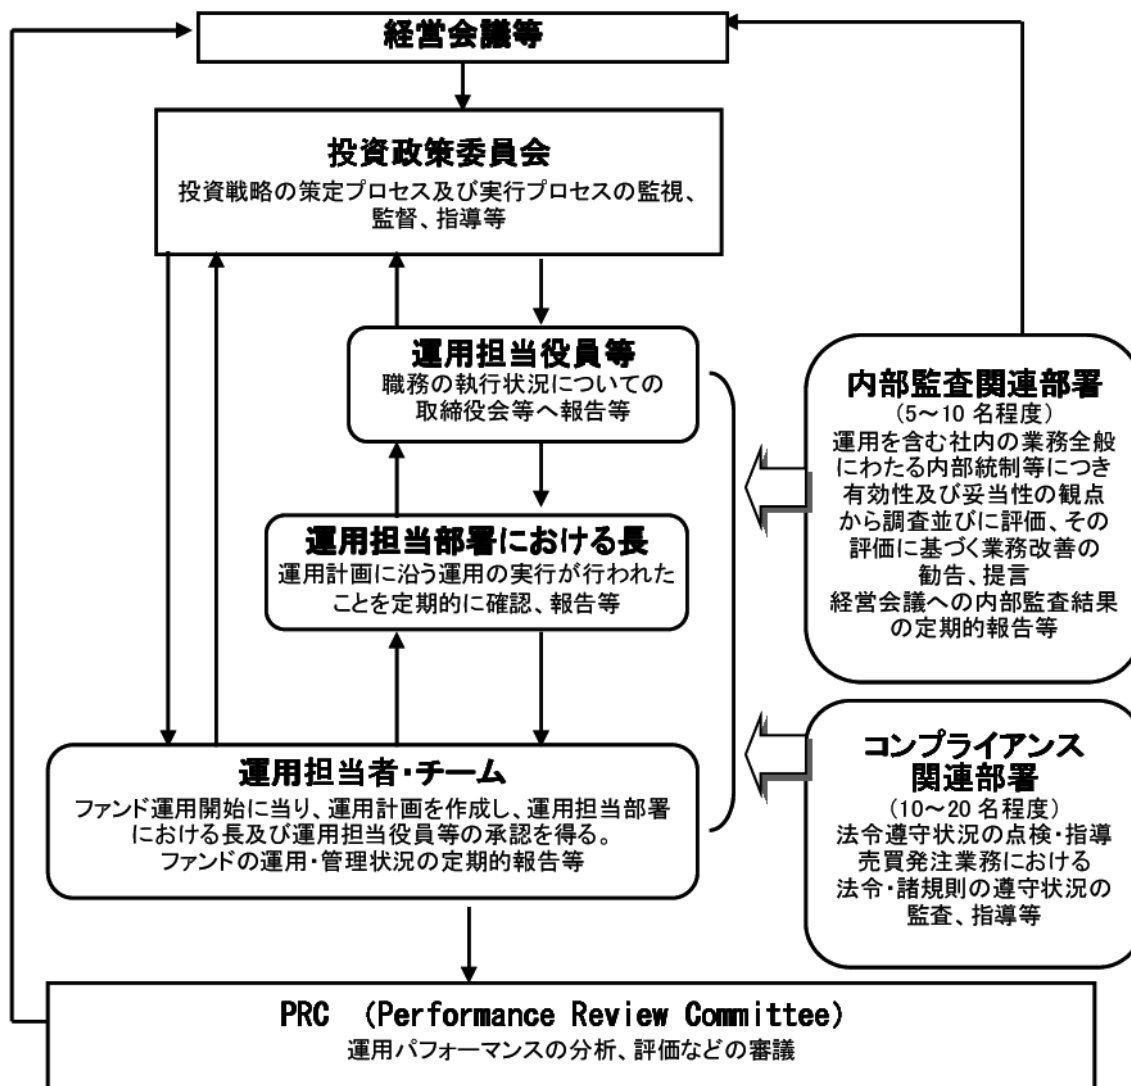 経営会議等
投資政策委員会
投資戦略の策定プロセス及び実行プロセスの監視、
監督、指導等
運用担当役員等
職務の執行状況についての
取締役会等へ報告等
運用担当部署における長
運用計画に沿う運用の実行が行われた
ことを定期的に確認、報告等
運用担当者・チーム
ファンド運用開始に当り、運用計画を作成し、運用担当部署
における長及び運用担当役員等の承認を得る。
ファンドの運用・管理状況の定期的報告等
内部監査関連部署
(5～10 名程度)
運用を含む社内の業務全般
にわたる内部統制等につき
有効性及び妥当性の観点
から調査並びに評価、その
評価に基づく業務改善の
勧告、提言
経営会議への内部監査結果
の定期的報告等
コンプライアンス
関連部署
(10～20 名程度)
法令遵守状況の点検・指導
売買発注業務における
法令・諸規則の遵守状況の
監査、指導等
PRC （Performance Review Committee）
運用パフォーマンスの分析、評価などの審議